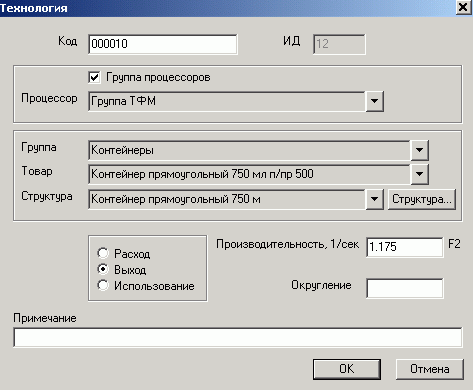 Технология
Код 000010 ИД 12
Группа процессоров
Процессор Группа ТФМ
Группа Контейнеры
Товар Контейнер прямоугольный 750 мл п/пр 500
Структура Контейнер прямоугольный 750 м Структура...
Производительность, 1/сек 1.175 F2
Расход
Выход
Использование
Округление
Примечание
OK Отмена